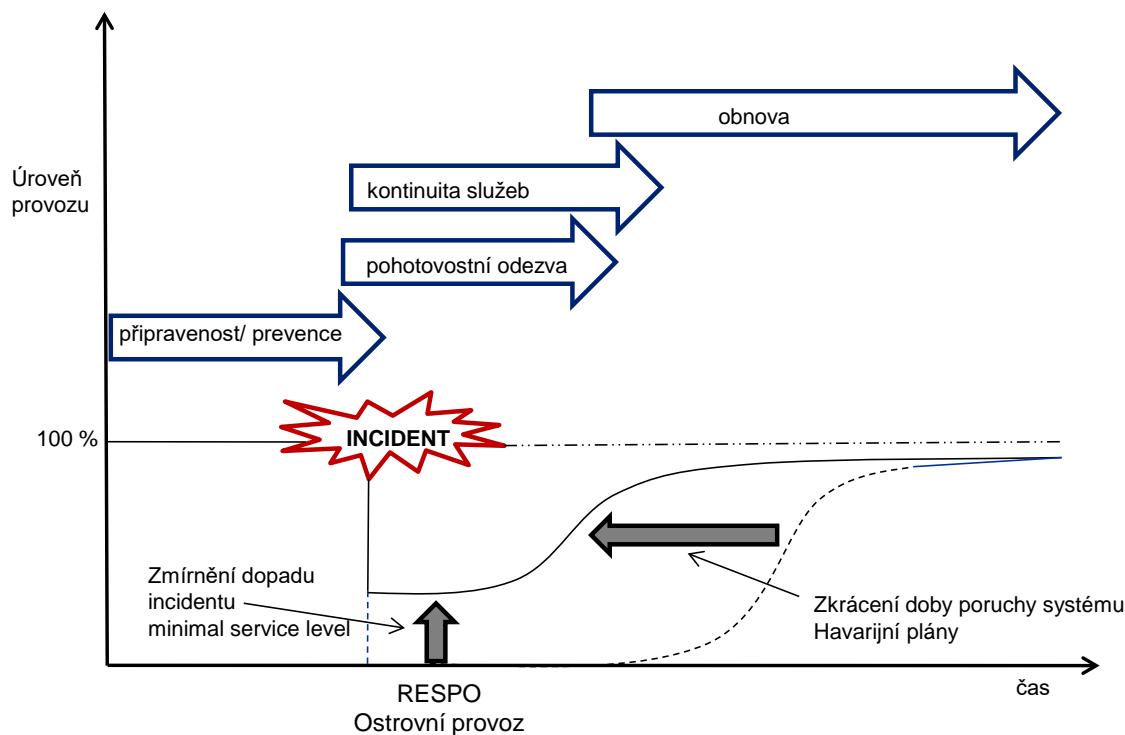 obnova
Úroveň
provozu
kontinuita služeb
pohotovostní odezva
připravenost/ prevence
100 %
INCIDENT
Zmírnění dopadu
incidentu
minimal service level
Zkrácení doby poruchy systému
Havarijní plány
čas
RESPO
Ostrovní provoz